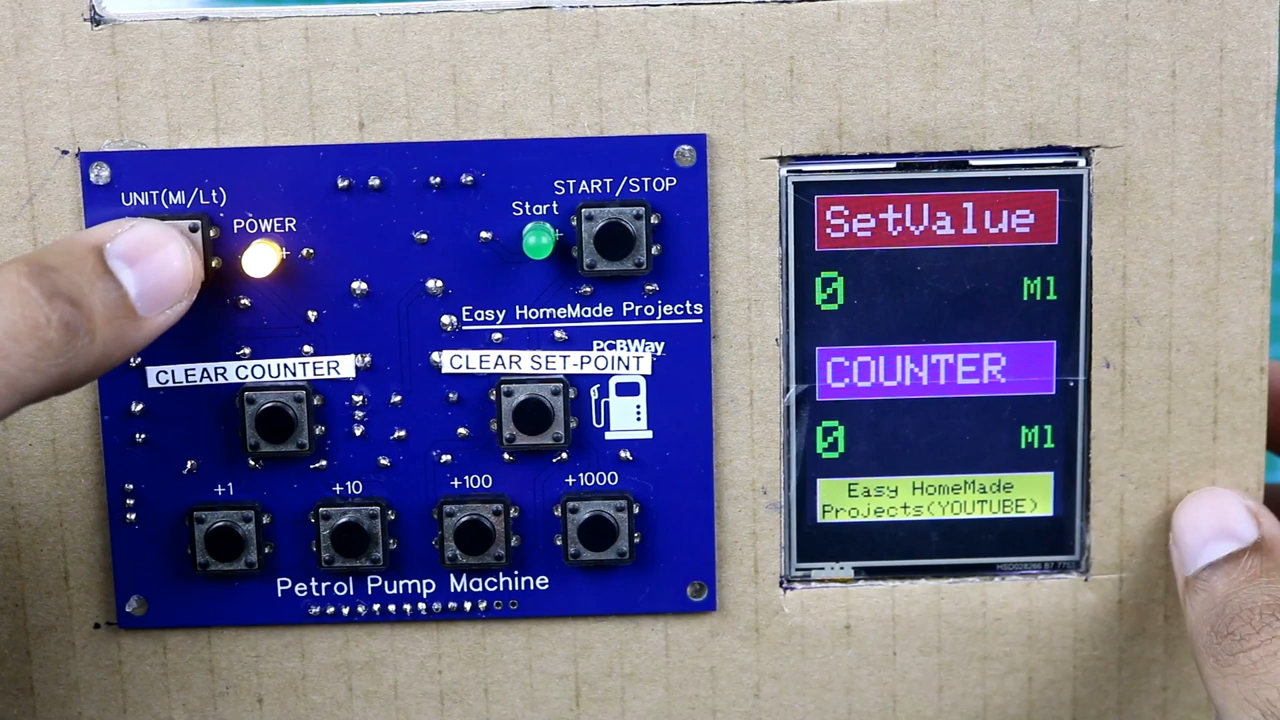 UNIT(Ml/Lt)
POWER
START/STOP
Start
Easy HomeMade Projects
PCBWay
CLEAR COUNTER
CLEAR SET-POINT
+1
+10
+100
+1000
Petrol Pump Machine
SetValue
0 Ml
COUNTER
0 Ml
Easy HomeMade
Projects(YOUTUBE)